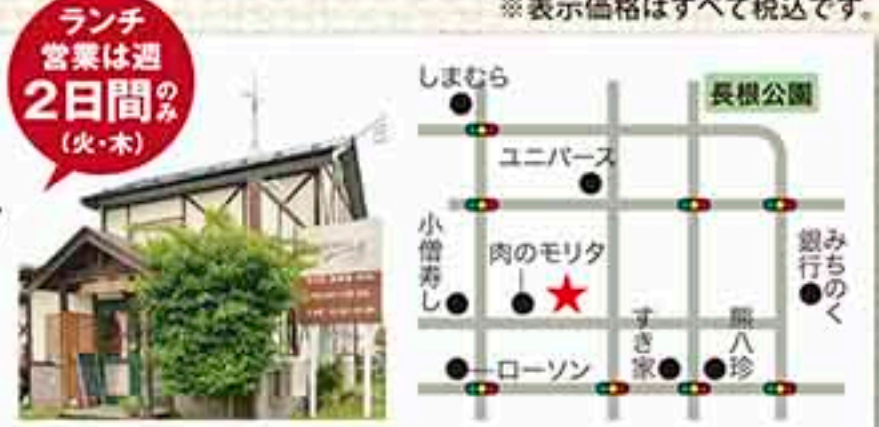 ※表示価格はすべて税込です。
ランチ
営業は週
2日間のみ
(火・木)
しまむら
長根公園
ユニバース
小僧寿し
肉のモリタ
みちのく
銀行
すき家
熊八珍
ローソン